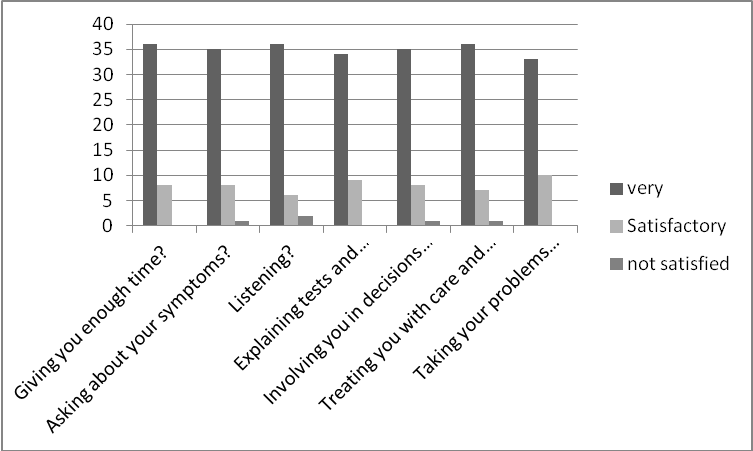 40
35
30
25
20
15
10
5
0
Giving you enough time?
Asking about your symptoms?
Listening?
Explaining tests and...
Involving you in decisions...
Treating you with care and...
Taking your problems...
very
Satisfactory
not satisfied